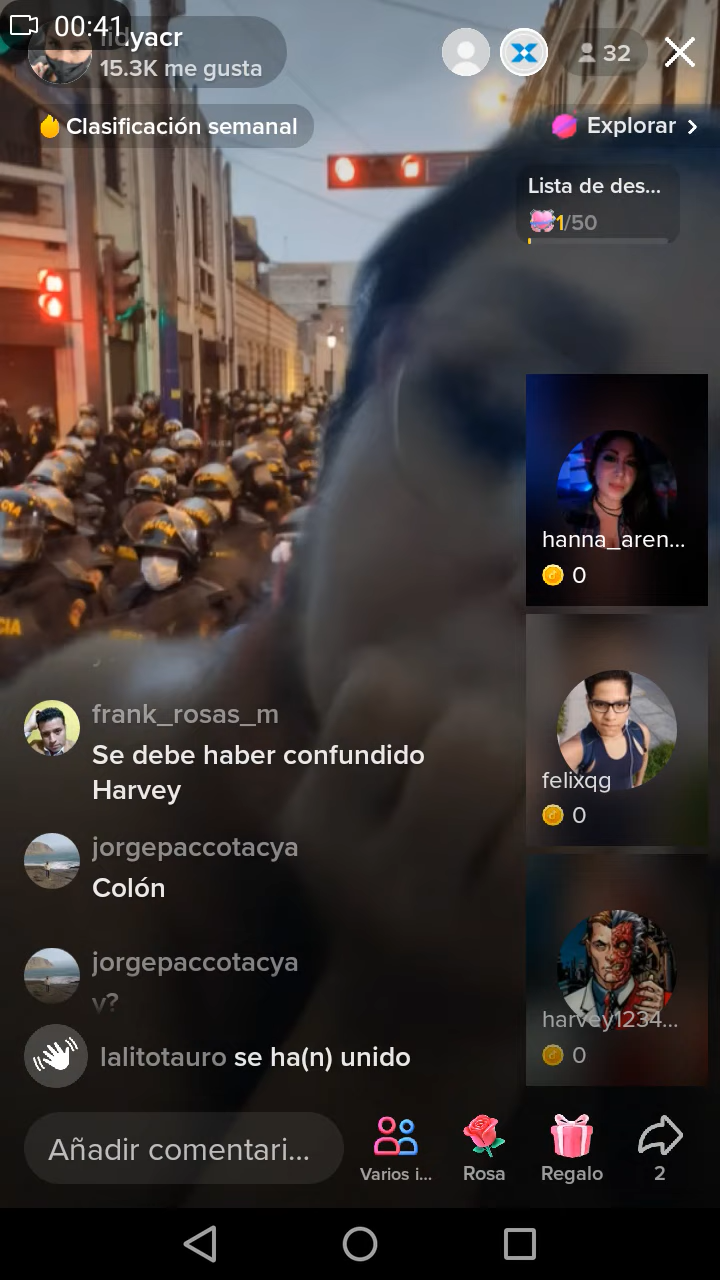 00:41
lidyacr
15.3K me gusta
32
Clasificación semanal
Explorar
Lista de des...
1/50
POLICIA
hanna_aren...
0
frank_rosas_m
Se debe haber confundido
Harvey
felixqg
0
jorgepaccotacya
Colón
jorgepaccotacya
v?
harvey1234...
0
lalitotauro se ha(n) unido
Añadir comentari...
Varios i...
Rosa
Regalo
2